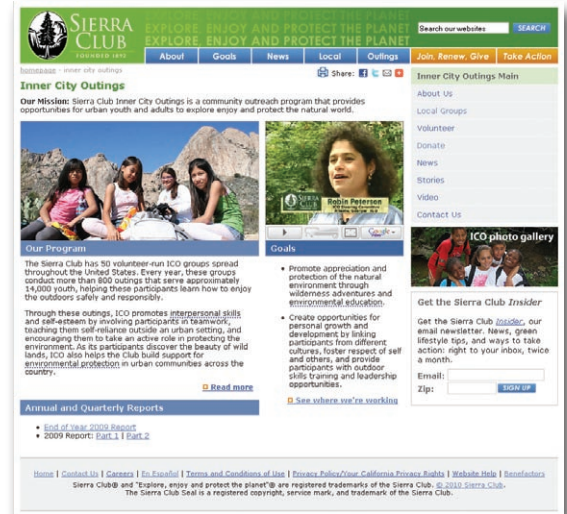 SIERRA
CLUB
FOUNDED 1892
EXPLORE, ENJOY AND PROTECT THE PLANET
EXPLORE, ENJOY AND PROTECT THE PLANET
Search our websites
SEARCH
About
Goals
News
Local
Outings
Join, Renew, Give
Take Action
homepage - inner city outings
Share:
Inner City Outings
Our Mission: Sierra Club Inner City Outings is a community outreach program that provides
opportunities for urban youth and adults to explore enjoy and protect the natural world.
SIERRA
CLUB
Robin
Petersen
Google
Our Program
The Sierra Club has 50 volunteer-run ICO groups spread
throughout the United States. Every year, these groups
conduct more than 800 outings that serve approximately
14,000 youth, helping these participants learn how to enjoy
the outdoors safely and responsibly.
Through these outings, ICO promotes interpersonal skills
and self-esteem by involving participants in teamwork,
teaching them self-reliance outside an urban setting, and
encouraging them to take an active role in protecting the
environment. As its participants discover the beauty of wild
lands, ICO also helps the Club build support for
environmental protection in urban communities across the
country.
Read more
Annual and Quarterly Reports
• End of Year 2009 Report
• 2009 Report: Part 1 | Part 2
Goals
• Promote appreciation and
protection of the natural
environment through
wilderness adventures and
environmental education.
• Create opportunities for
personal growth and
development by linking
participants from different
cultures, foster respect of self
and others, and provide
participants with outdoor
skills training and leadership
opportunities.
See where we're working
Inner City Outings Main
About Us
Local Groups
Volunteer
Donate
News
Stories
Video
Contact Us
ICO photo gallery
Get the Sierra Club Insider
Get the Sierra Club Insider, our
email newsletter. News, green
lifestyle tips, and ways to take
action: right to your inbox, twice
a month.
Email:
Zip:
SIGN UP
Home | Contact Us | Careers | En Español | Terms and Conditions of Use | Privacy Policy/Your California Privacy Rights | Website Help | Benefactors
Sierra Club® and "Explore, enjoy and protect the planet"® are registered trademarks of the Sierra Club. © 2010 Sierra Club.
The Sierra Club Seal is a registered copyright, service mark, and trademark of the Sierra Club.